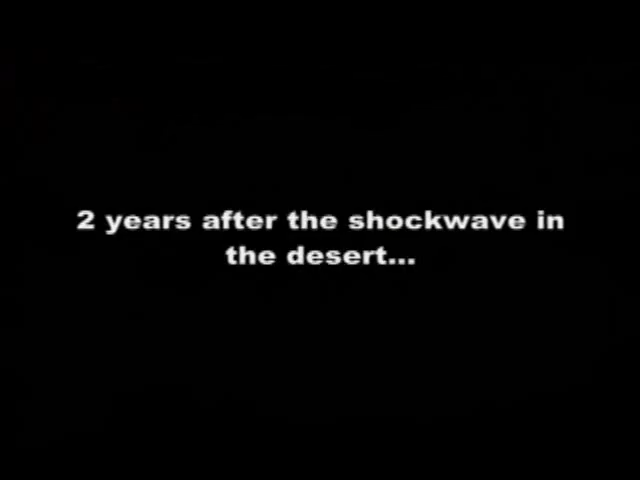 2 years after the shockwave in
the desert...